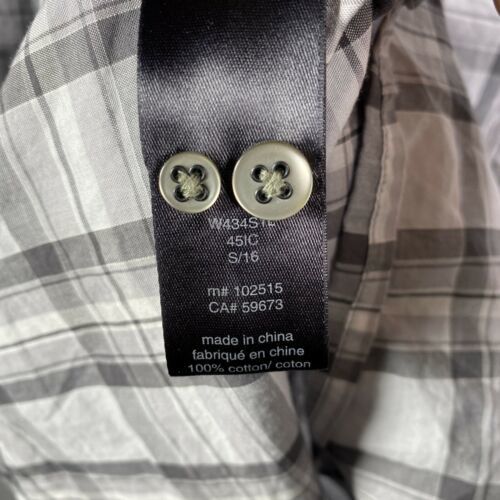 45IC
S/16
m# 102515
CA# 59673
made in china
fabriqué en chine
100% cotton/ coton